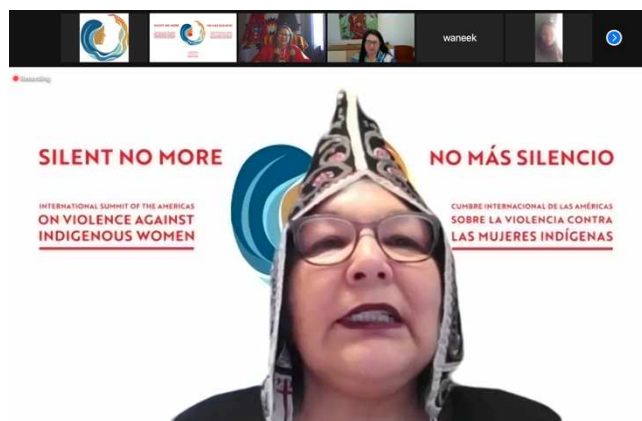 waneek
Recording
SILENT NO MORE
INTERNATIONAL SUMMIT OF THE AMERICAS
ON VIOLENCE AGAINST
INDIGENOUS WOMEN
NO MÁS SILENCIO
CUMBRE INTERNACIONAL DE LAS AMÉRICAS
SOBRE LA VIOLENCIA CONTRA
LAS MUJERES INDÍGENAS